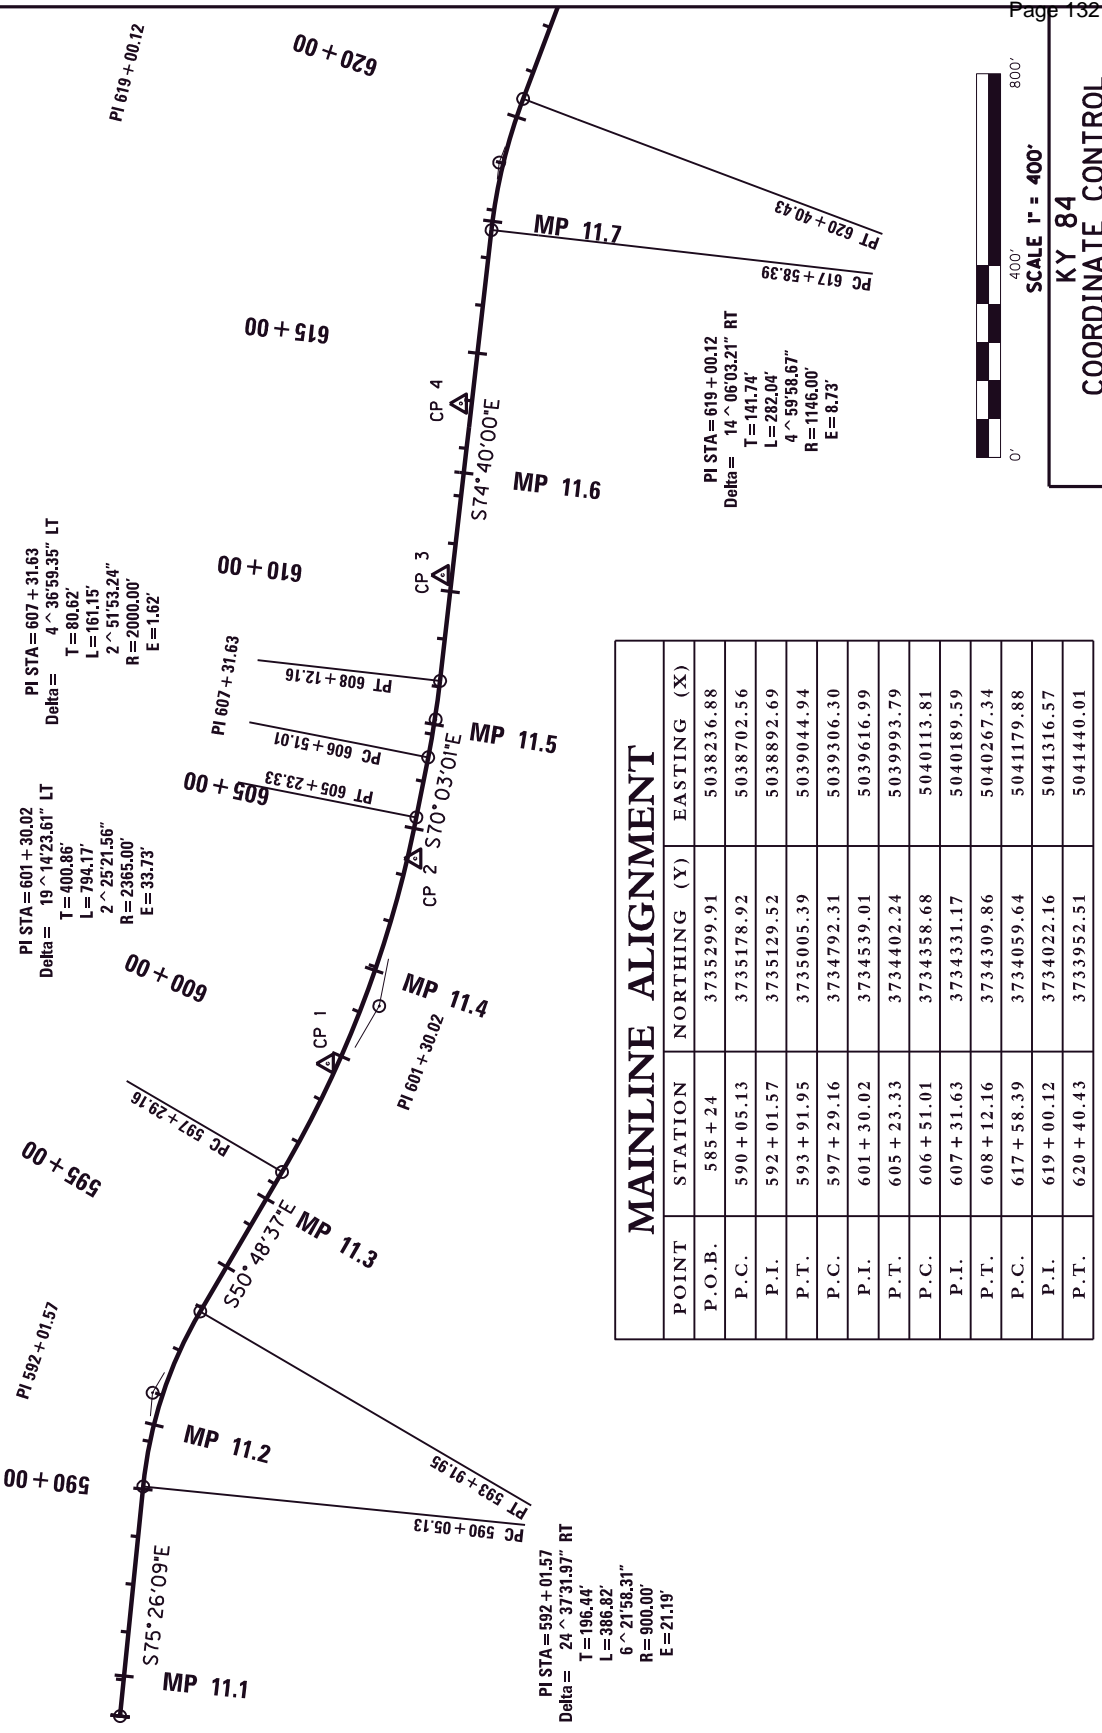 Page 132
PI 619 + 00.12
620 + 00
PT 620 + 40.43
MP 11.7
PC 617 + 58.39
615 + 00
PI STA = 619 + 00.12
Delta = 14 ^ 06'03.21" RT
T = 141.74'
L = 282.04'
4 ^ 59'58.67"
R = 1146.00'
E = 8.73'
CP 4
S74°40'00"E
MP 11.6
CP 3
610 + 00
PI STA = 607 + 31.63
Delta = 4 ^ 36'59.35" LT
T = 80.62'
L = 161.15'
2 ^ 51'53.24"
R = 2000.00'
E = 1.62'
PT 608 + 12.16
PI 607 + 31.63
PC 606 + 51.01
MP 11.5
605 + 00
PT 605 + 23.33
S70°03'01"E
PI STA = 601 + 30.02
Delta = 19 ^ 14'23.61" LT
T = 400.86'
L = 794.17'
2 ^ 25'21.56"
R = 2365.00'
E = 33.73'
CP 2
600 + 00
MP 11.4
CP 1
PI 601 + 30.02
PC 597 + 29.16
595 + 00
MP 11.3
S50°48'37"E
PI 592 + 01.57
MP 11.2
590 + 00
PT 593 + 91.95
PC 590 + 05.13
PI STA = 592 + 01.57
Delta = 24 ^ 37'31.97" RT
T = 196.44'
L = 386.82'
6 ^ 21'58.31"
R = 900.00'
E = 21.19'
S75°26'09"E
MP 11.1
MAINLINE ALIGNMENT
POINT STATION NORTHING (Y) EASTING (X)
P.O.B. 585 + 24 3735299.91 5038236.88
P.C. 590 + 05.13 3735178.92 5038702.56
P.I. 592 + 01.57 3735129.52 5038892.69
P.T. 593 + 91.95 3735005.39 5039044.94
P.C. 597 + 29.16 3734792.31 5039306.30
P.I. 601 + 30.02 3734539.01 5039616.99
P.T. 605 + 23.33 3734402.24 5039993.79
P.C. 606 + 51.01 3734358.68 5040113.81
P.I. 607 + 31.63 3734331.17 5040189.59
P.T. 608 + 12.16 3734309.86 5040267.34
P.C. 617 + 58.39 3734059.64 5041179.88
P.I. 619 + 00.12 3734022.16 5041316.57
P.T. 620 + 40.43 3733952.51 5041440.01
0' 400' 800'
SCALE 1" = 400'
KY 84
COORDINATE CONTROL